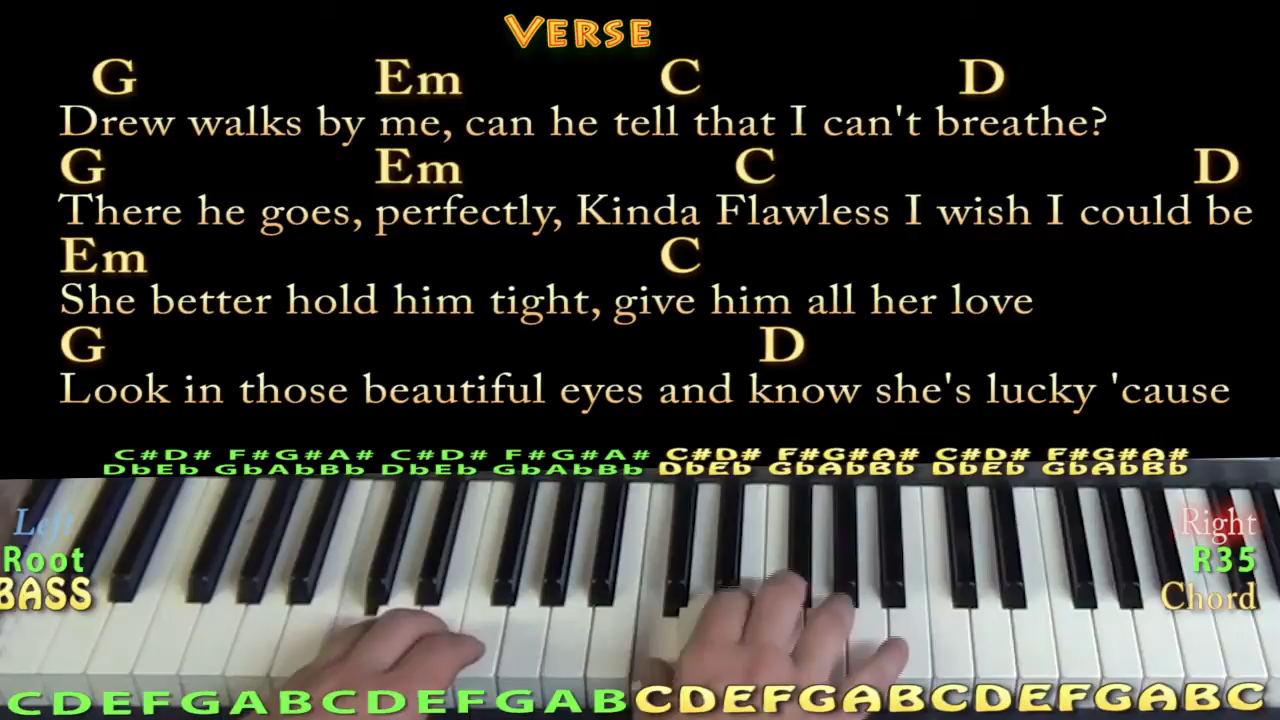 VERSE
G Em C D
Drew walks by me, can he tell that I can't breathe?
G Em C D
There he goes, perfectly, Kinda Flawless I wish I could be
Em C
She better hold him tight, give him all her love
G D
Look in those beautiful eyes and know she's lucky 'cause
C#D# F#G#A# C#D# F#G#A# C#D# F#G#A# C#D# F#G#A#
DbEb GbAbBb DbEb GbAbBb DbEb GbAbBb DbEb GbAbBb
Left
Root
BASS
Right
R35
Chord
CDEFGABCDEFGABCDEFGABCDEFGABC